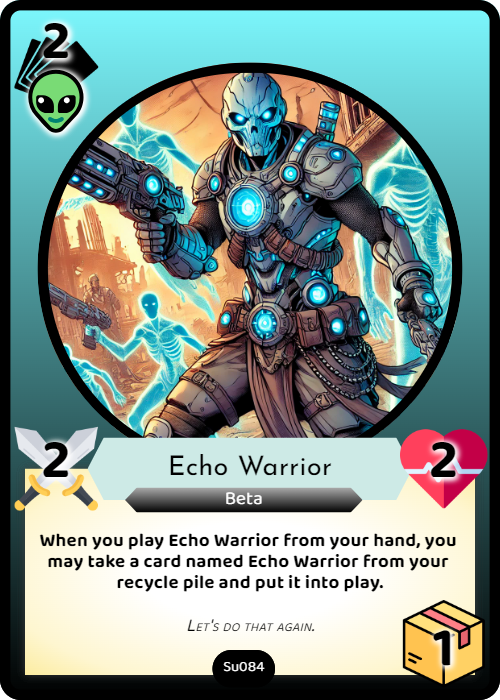 2
2
Echo Warrior
2
Beta
When you play Echo Warrior from your hand, you
may take a card named Echo Warrior from your
recycle pile and put it into play.
Let's do that again.
1
Su084